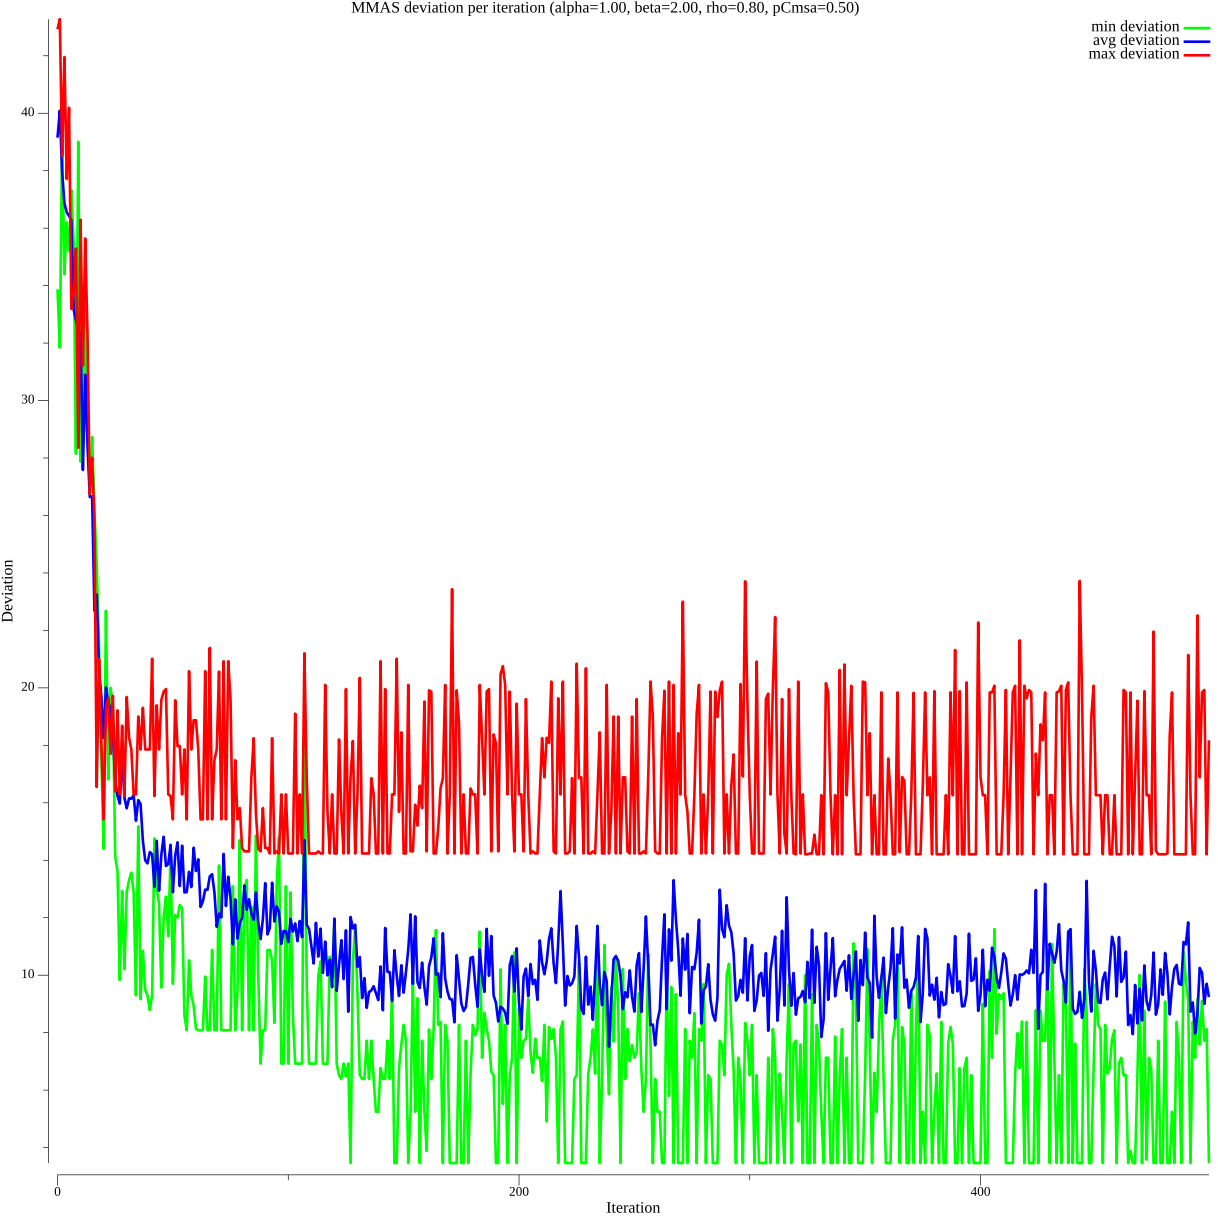 MMAS deviation per iteration (alpha=1.00, beta=2.00, rho=0.80, pCmsa=0.50)
min deviation
avg deviation
max deviation
40
30
20
10
Deviation
0
200
400
Iteration